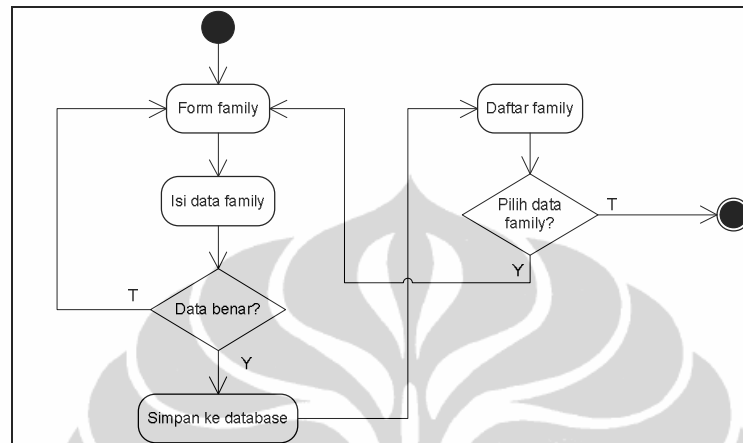 Form family
Isi data family
Data benar?
T
Y
Simpan ke database
Daftar family
Pilih data
family?
T
Y